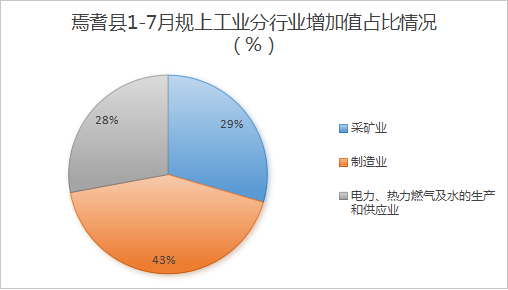 焉耆县1-7月规上工业分行业增加值占比情况
（%）
28%
29%
43%
采矿业
制造业
电力、热力燃气及水的生产
和供应业